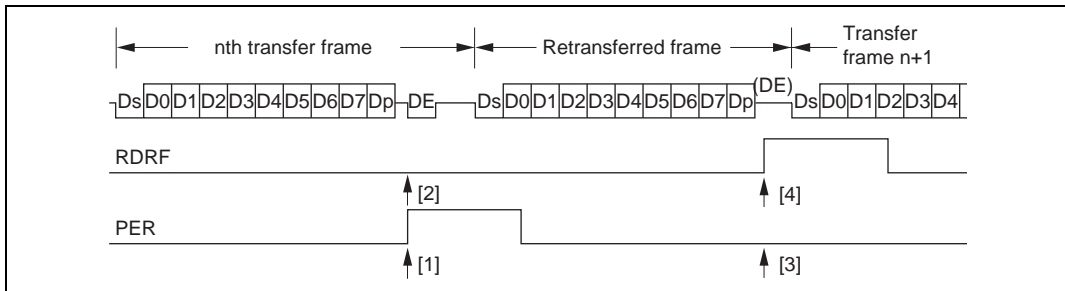 nth transfer frame Retransferred frame Transfer
frame n+1
Ds D0 D1 D2 D3 D4 D5 D6 D7 Dp DE Ds D0 D1 D2 D3 D4 D5 D6 D7 Dp (DE) Ds D0 D1 D2 D3 D4
RDRF
[2] [4]
PER
[1] [3]